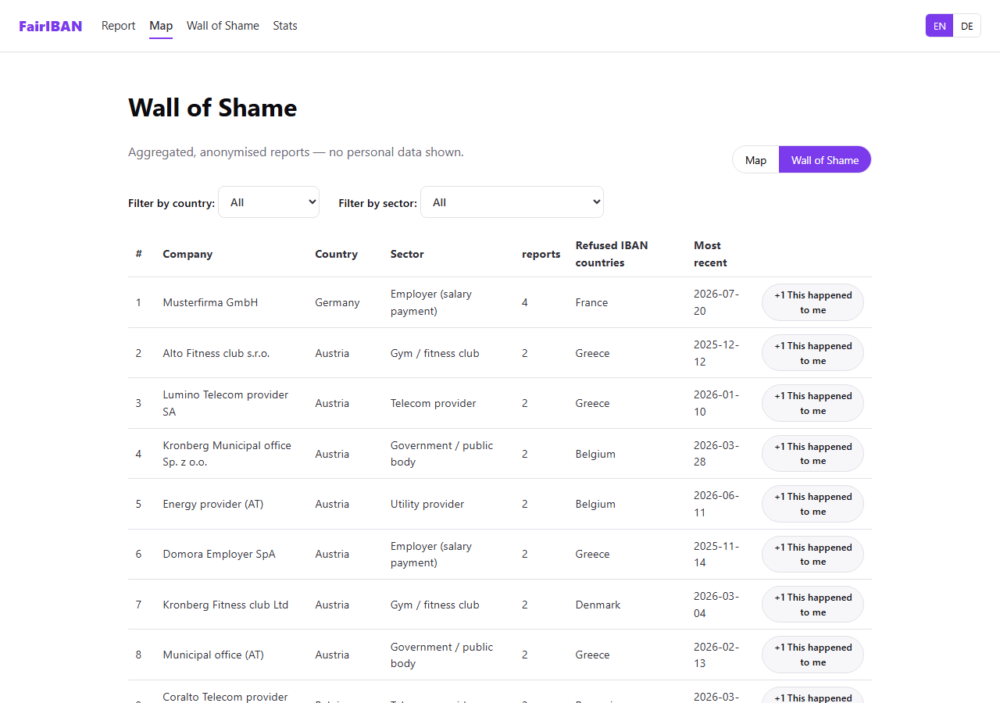 FairIBAN Report Map Wall of Shame Stats EN DE
Wall of Shame
Aggregated, anonymised reports — no personal data shown.
Map Wall of Shame
Filter by country: All Filter by sector: All
# Company Country Sector reports Refused IBAN countries Most recent
1 Musterfirma GmbH Germany Employer (salary payment) 4 France 2026-07-20 +1 This happened to me
2 Alto Fitness club s.r.o. Austria Gym / fitness club 2 Greece 2025-12-12 +1 This happened to me
3 Lumino Telecom provider SA Austria Telecom provider 2 Greece 2026-01-10 +1 This happened to me
4 Kronberg Municipal office Sp. z o.o. Austria Government / public body 2 Belgium 2026-03-28 +1 This happened to me
5 Energy provider (AT) Austria Utility provider 2 Belgium 2026-06-11 +1 This happened to me
6 Domora Employer SpA Austria Employer (salary payment) 2 Greece 2025-11-14 +1 This happened to me
7 Kronberg Fitness club Ltd Austria Gym / fitness club 2 Denmark 2026-03-04 +1 This happened to me
8 Municipal office (AT) Austria Government / public body 2 Greece 2026-02-13 +1 This happened to me
Coralto Telecom provider 2026-03- +1 This happened